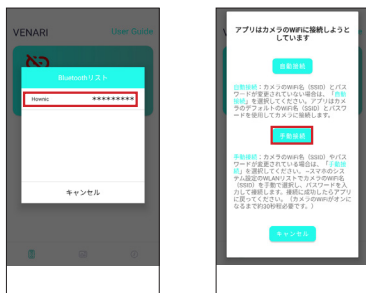 VENARI
User Guide
Bluetoothリスト
Hownic
*********
キャンセル
アプリはカメラのWiFiに接続しようと
しています
自動接続
自動接続：カメラのWiFi名（SSID）とパス
ワードが変更されていない場合は、「自動
接続」を選択してください。アプリはカメ
ラのデフォルトのWiFi名（SSID）とパスワ
ードを使用してカメラに接続します。
手動接続
手動接続：カメラのWiFi名（SSID）やパス
ワードが変更されている場合は、「手動接
続」を選択してください。–スマホのシス
テム設定のWLANリストでカメラのWiFi名
（SSID）を手動で選択し、パスワードを入
力して接続します。接続に成功したらアプリ
に戻ってください。（カメラのWiFiがオンに
なるまで約30秒程必要です。）
キャンセル